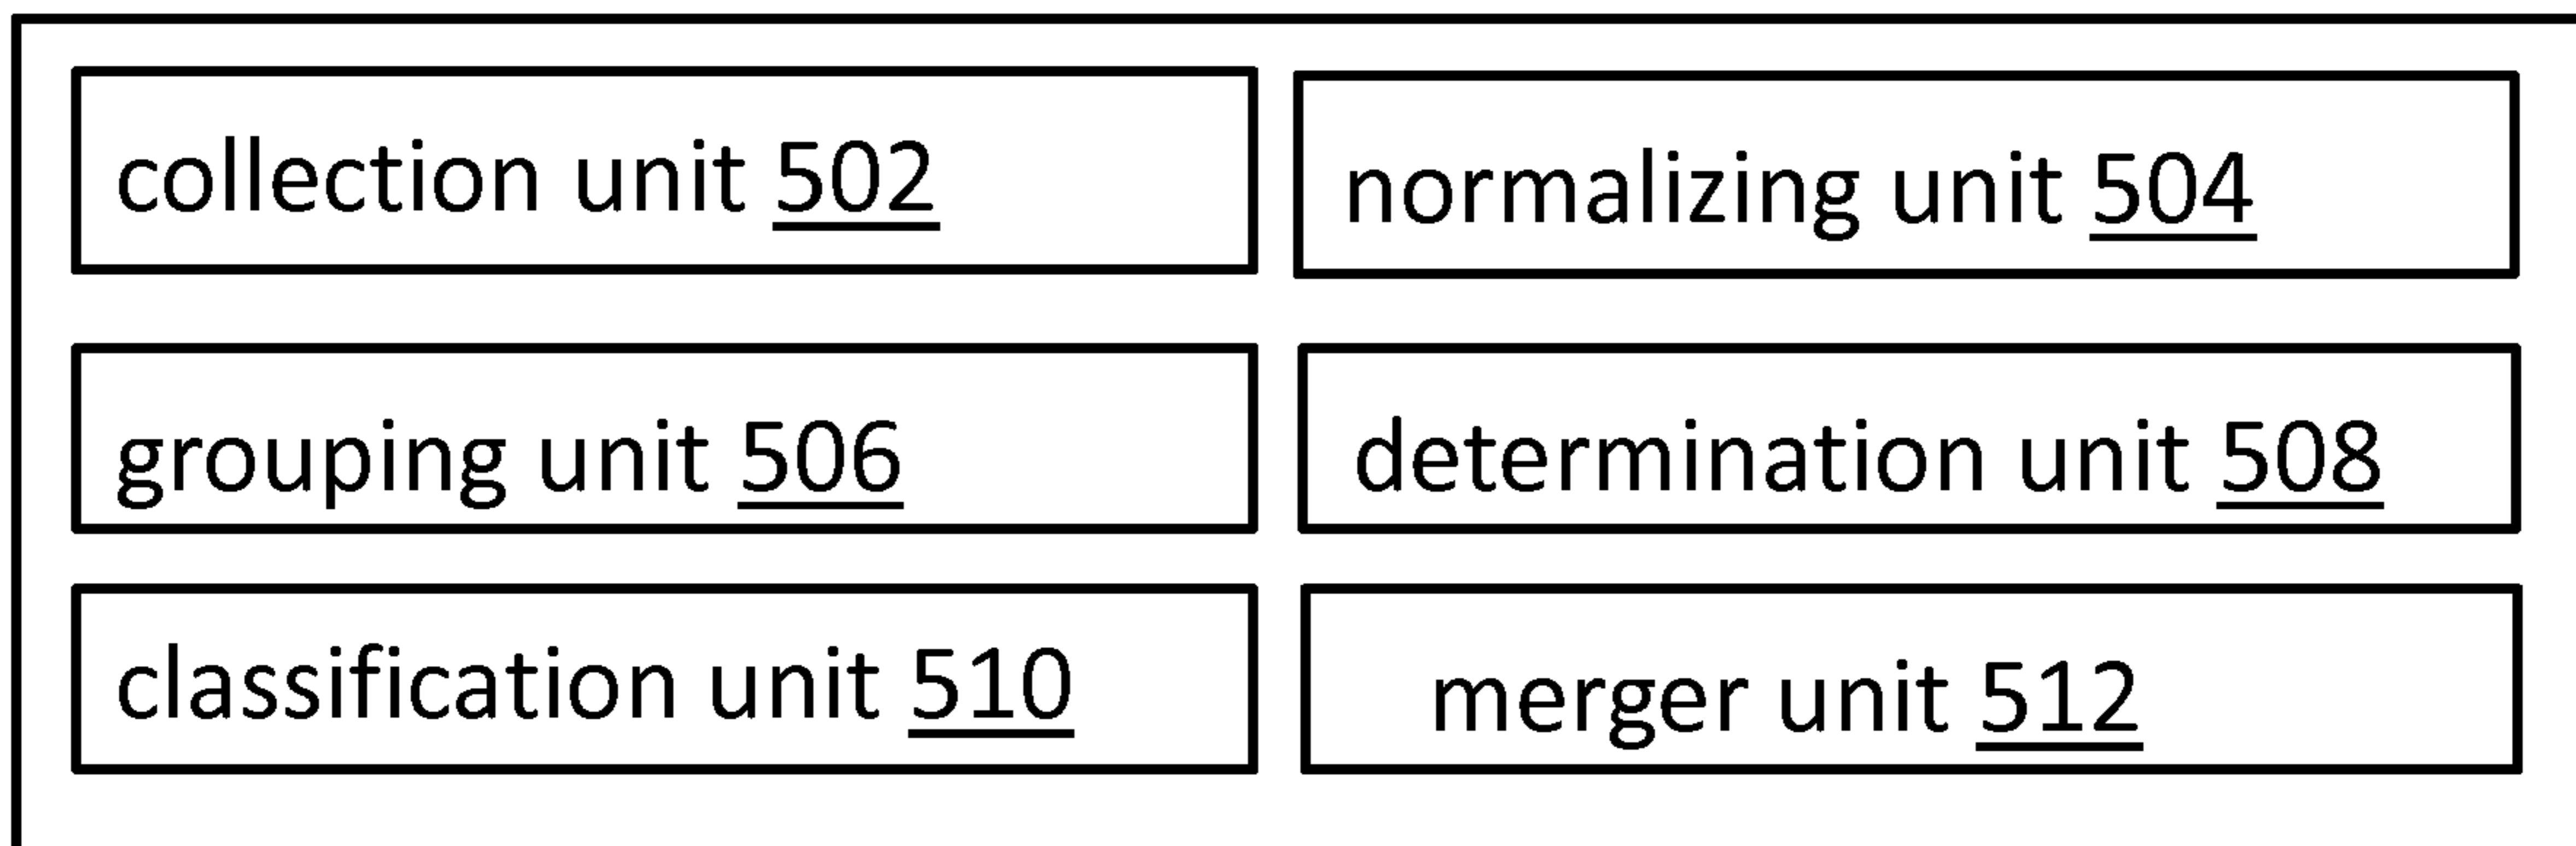 collection unit 502
normalizing unit 504
grouping unit 506
determination unit 508
classification unit 510
merger unit 512